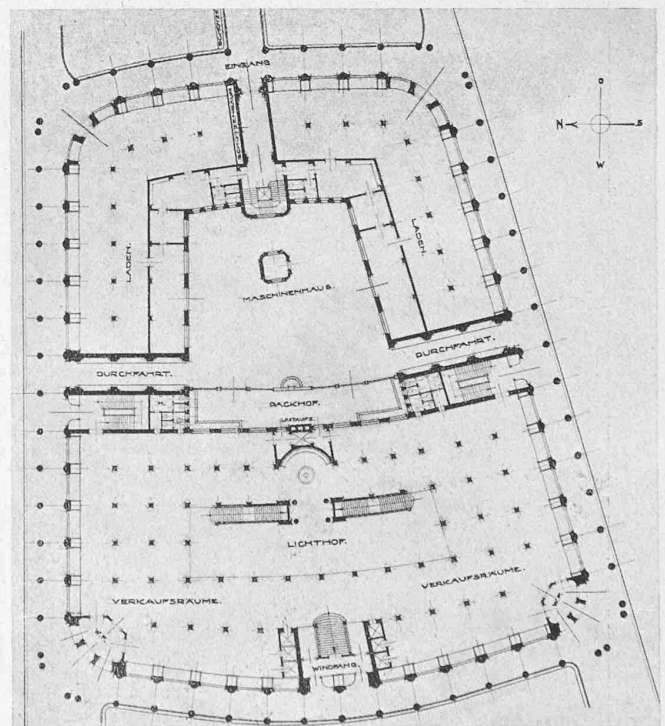 EINGANG
O
N
S
W
LADEN.
LADEN.
MASCHINENHAUS.
DURCHFAHRT.
DURCHFAHRT.
PACKHOF.
LICHTHOF.
VERKAUFSRÄUME.
VERKAUFSRÄUME.
WINDFANG.